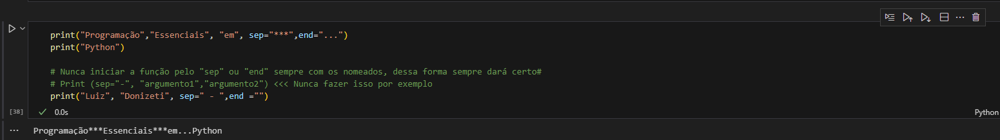 print("Programação","Essenciais", "em", sep="***",end="...")
print("Python")
# Nunca iniciar a função pelo "sep" ou "end" sempre com os nomeados, dessa forma sempre dará certo#
# Print (sep="-", "argumento1","argumento2") <<< Nunca fazer isso por exemplo
print("Luiz", "Donizeti", sep=" - ",end ="")
[38] 0.0s Python
Programação***Essenciais***em...Python